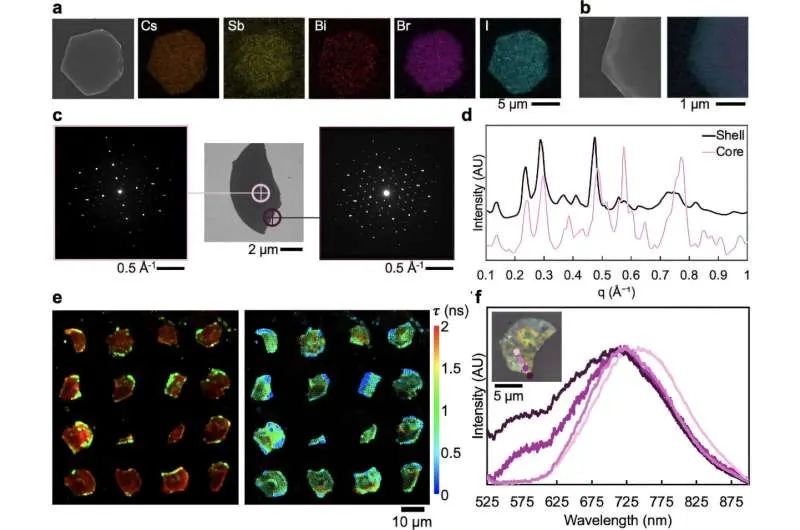 a
b
Cs
Sb
Bi
Br
I
5 µm
1 µm
c
d
0.5 Å⁻¹
2 µm
0.5 Å⁻¹
Shell
Core
Intensity (AU)
0.1 0.2 0.3 0.4 0.5 0.6 0.7 0.8 0.9 1
q (Å⁻¹)
e
τ (ns)
2
1.5
1
0.5
0
10 µm
f
5 µm
Intensity (AU)
525 575 625 675 725 775 825 875
Wavelength (nm)